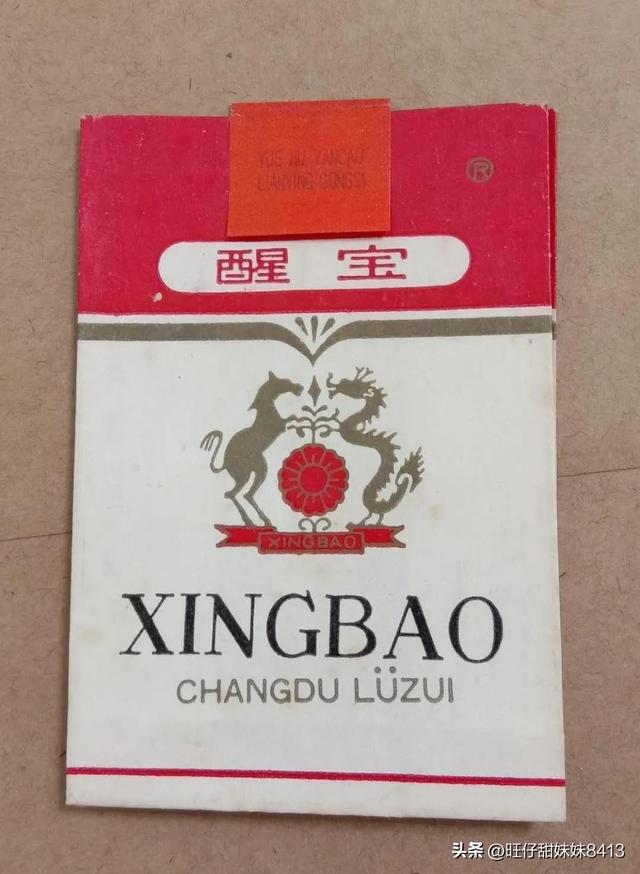 YUE HU YANCAO
LIANYING GONGSI
®
醒宝
XINGBAO
XINGBAO
CHANGDU LÜZUI
头条 @旺仔甜妹妹8413